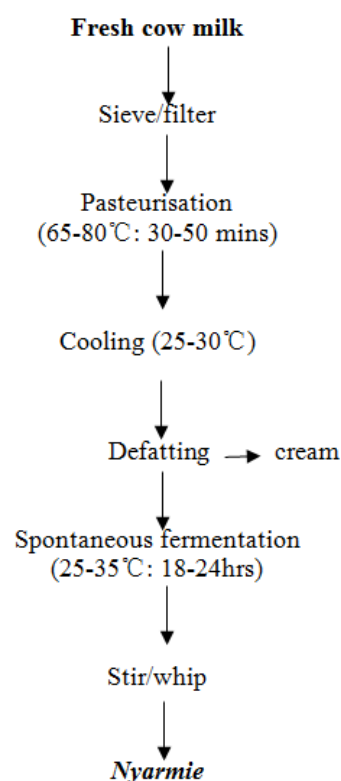 Fresh cow milk
Sieve/filter
Pasteurisation
(65-80℃: 30-50 mins)
Cooling (25-30℃)
Defatting
cream
Spontaneous fermentation
(25-35℃: 18-24hrs)
Stir/whip
Nyarmie